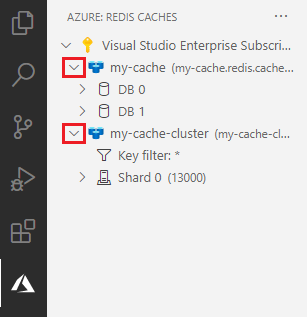 AZURE: REDIS CACHES
Visual Studio Enterprise Subscri...
my-cache (my-cache.redis.cache...
DB 0
DB 1
my-cache-cluster (my-cache-cl...
Key filter: *
Shard 0 (13000)